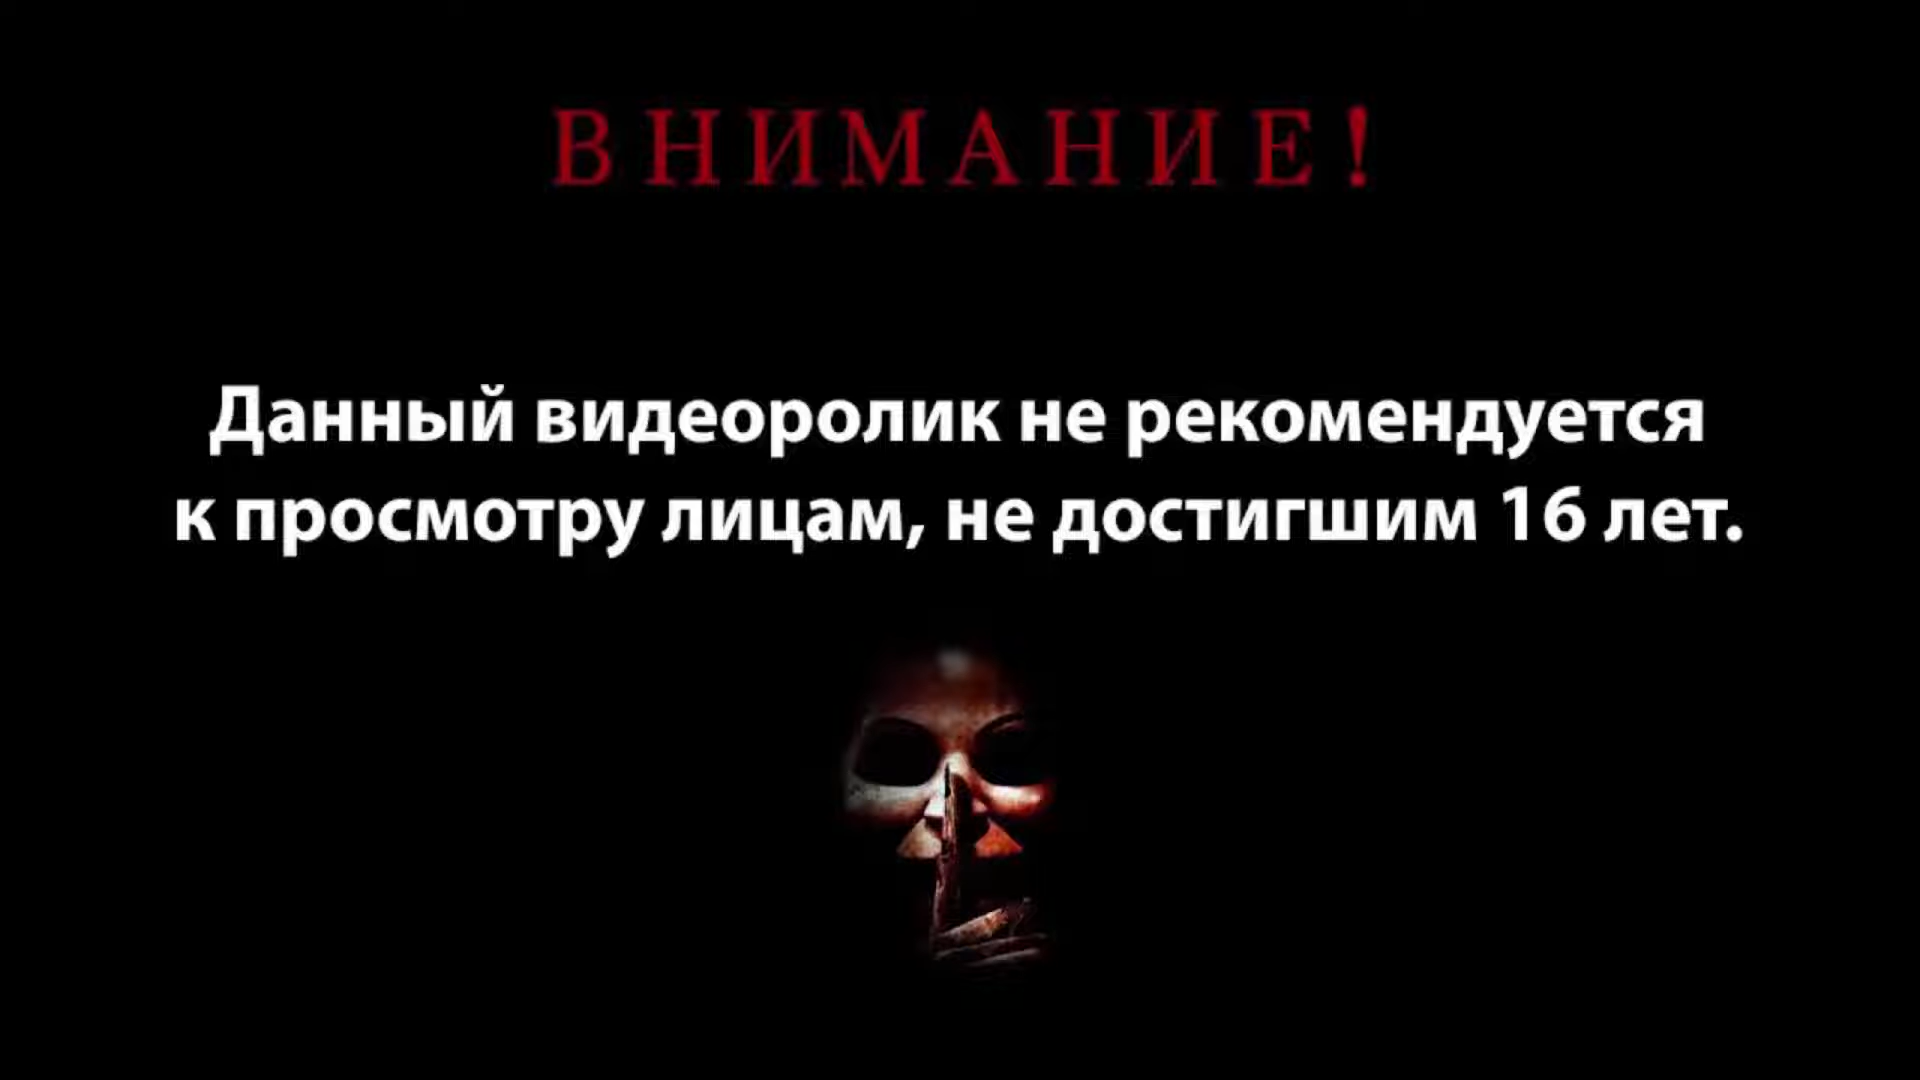 ВНИМАНИЕ!
Данный видеоролик не рекомендуется
к просмотру лицам, не достигшим 16 лет.